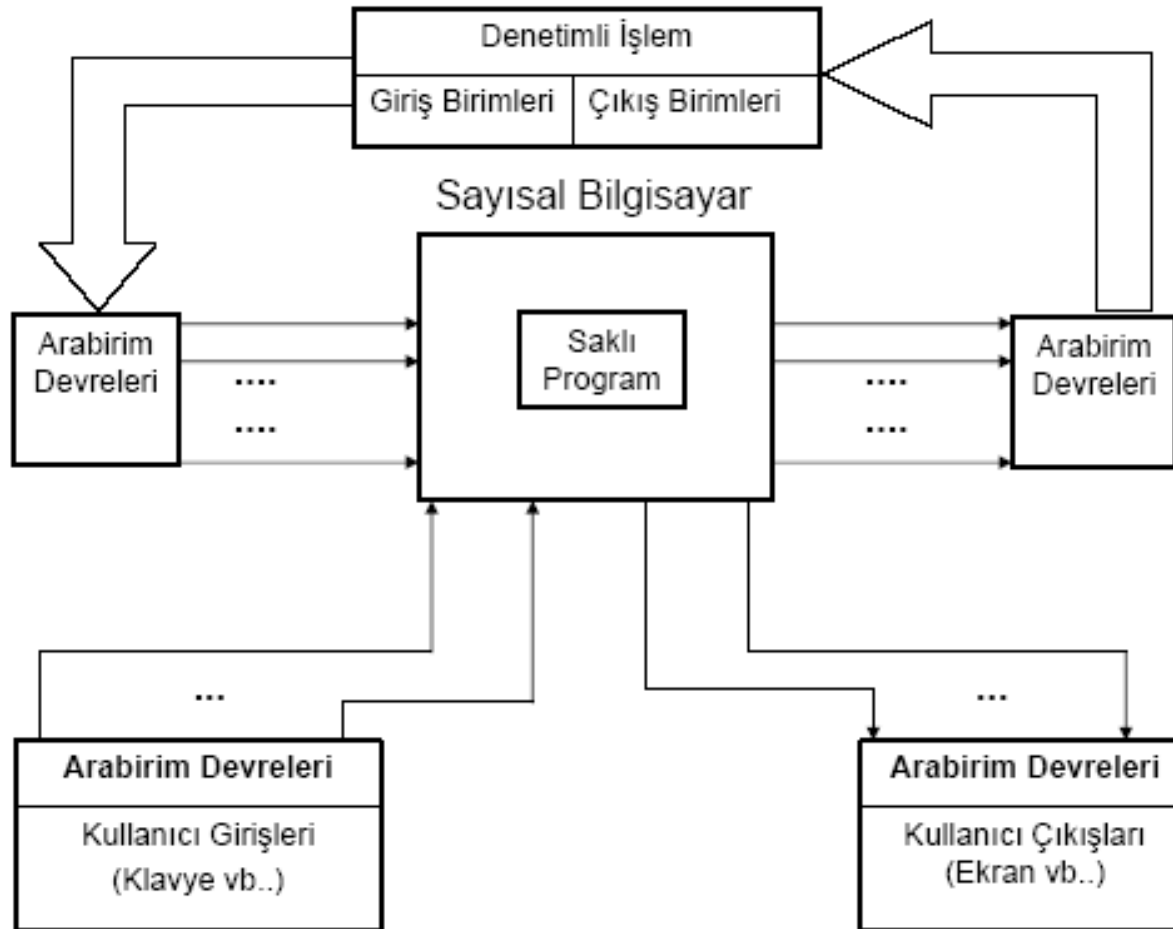 Denetimli İşlem
Giriş Birimleri
Çıkış Birimleri
Sayısal Bilgisayar
Arabirim
Devreleri
....
....
Saklı
Program
....
....
Arabirim
Devreleri
...
...
Arabirim Devreleri
Kullanıcı Girişleri
(Klavye vb..)
Arabirim Devreleri
Kullanıcı Çıkışları
(Ekran vb..)